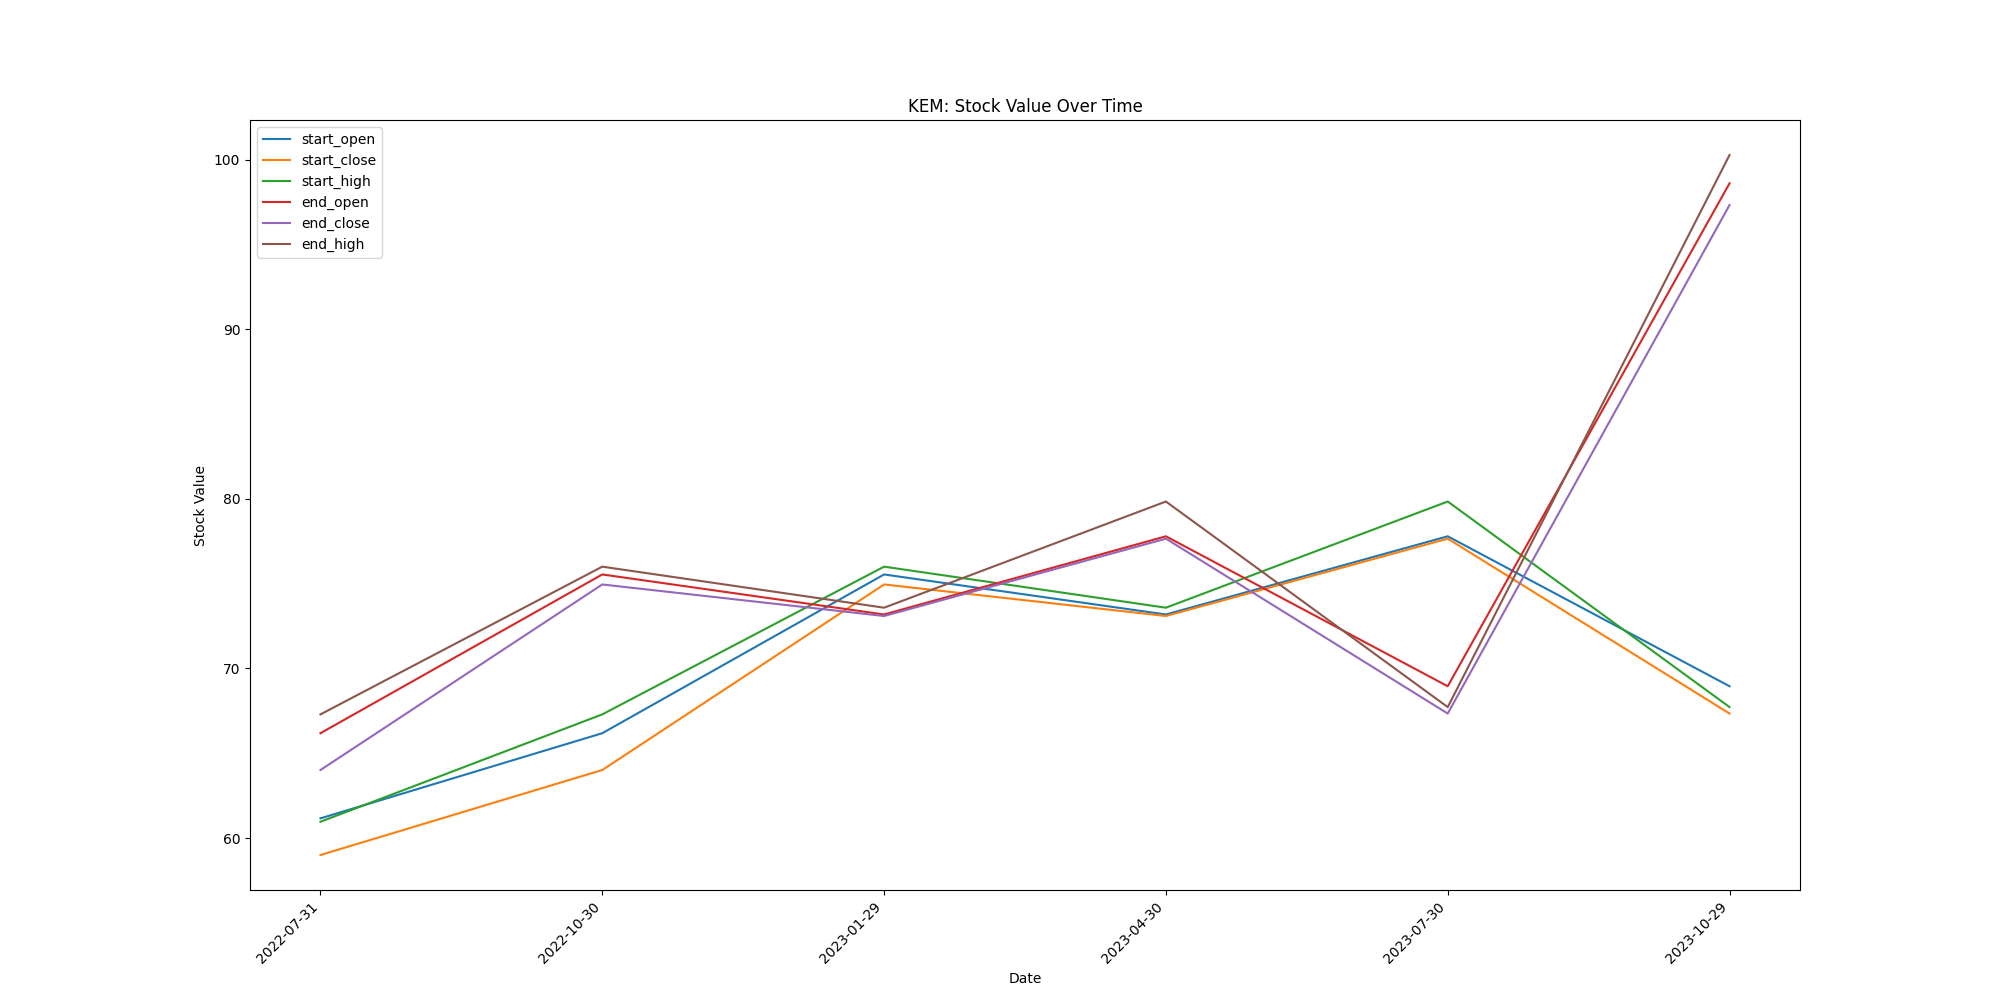 KEM: Stock Value Over Time
start_open
start_close
start_high
end_open
end_close
end_high
Stock Value
100
90
80
70
60
2022-07-31
2022-10-30
2023-01-29
2023-04-30
2023-07-30
2023-10-29
Date